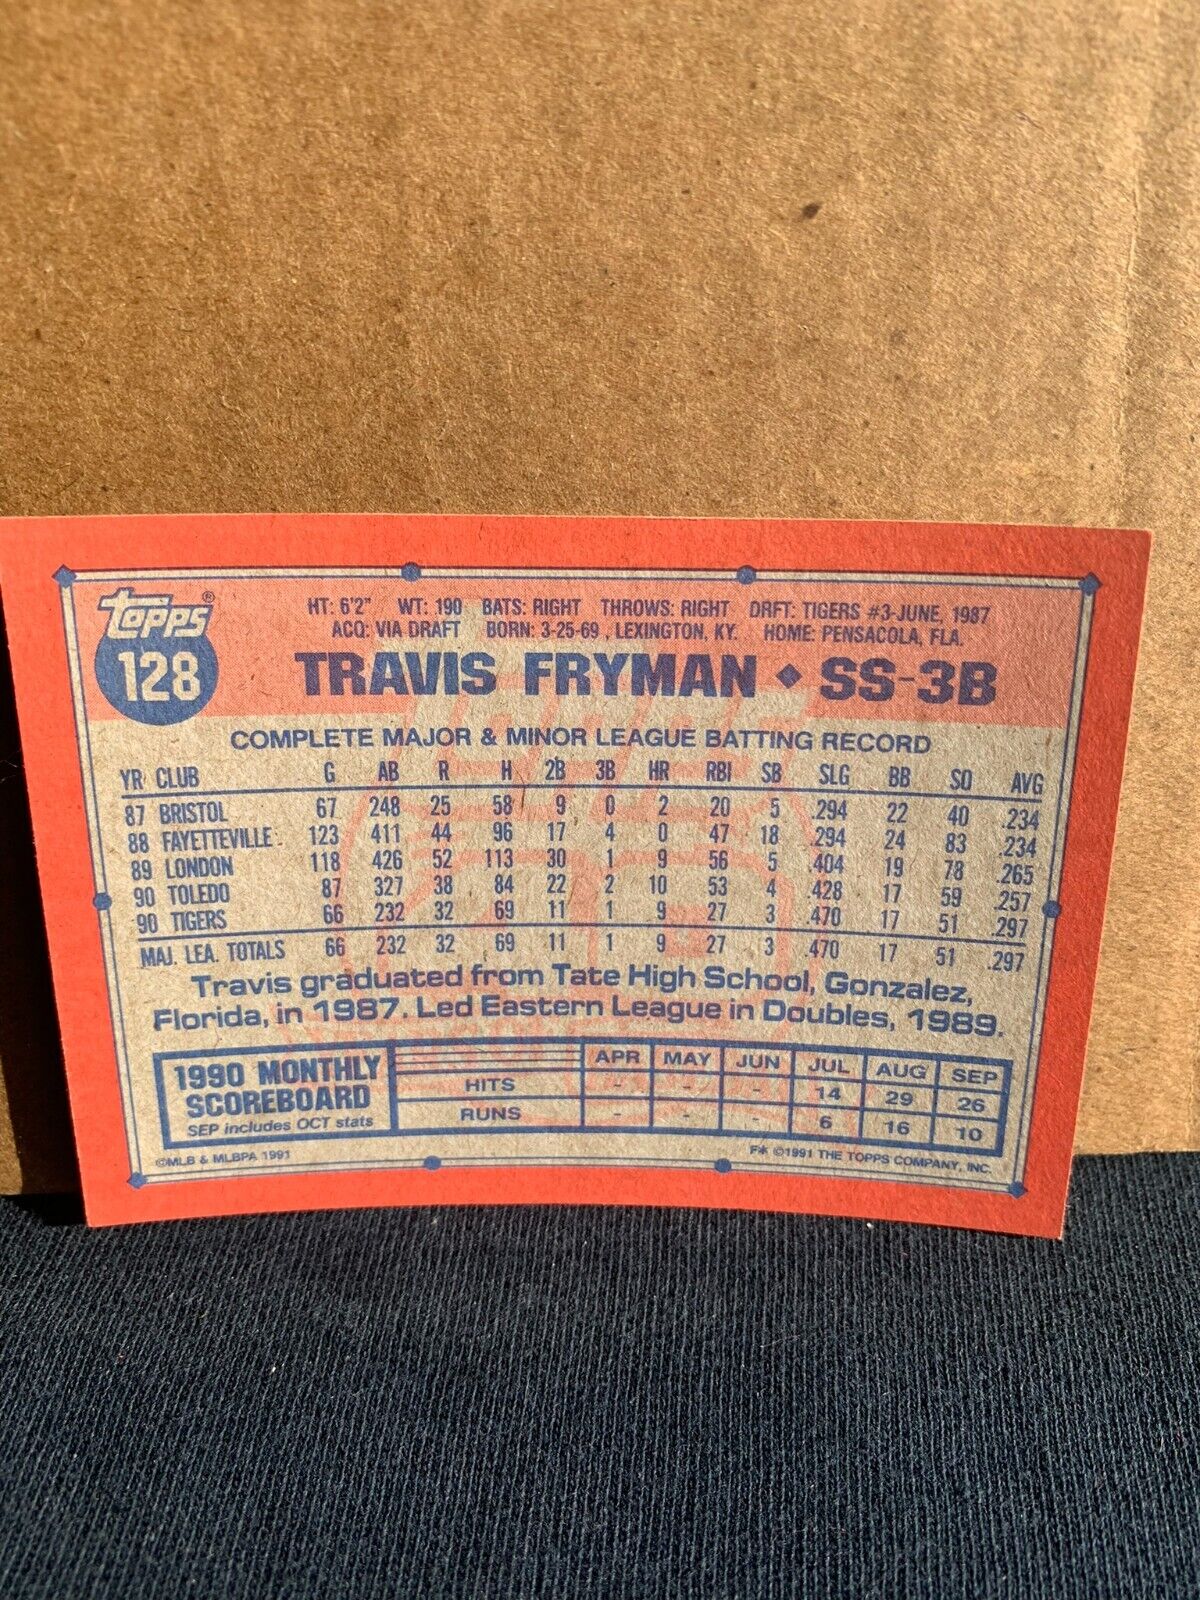 Topps®
128
HT: 6'2" WT: 190 BATS: RIGHT THROWS: RIGHT DRFT: TIGERS #3-JUNE, 1987
ACQ: VIA DRAFT BORN: 3-25-69 , LEXINGTON, KY. HOME: PENSACOLA, FLA.
TRAVIS FRYMAN ◆ SS-3B
COMPLETE MAJOR & MINOR LEAGUE BATTING RECORD
YR CLUB G AB R H 2B 3B HR RBI SB SLG BB SO AVG
87 BRISTOL 67 248 25 58 9 0 2 20 5 .294 22 40 .234
88 FAYETTEVILLE 123 411 44 96 17 4 0 47 18 .294 24 83 .234
89 LONDON 118 426 52 113 30 1 9 56 5 .404 19 78 .265
90 TOLEDO 87 327 38 84 22 2 10 53 4 .428 17 59 .257
90 TIGERS 66 232 32 69 11 1 9 27 3 .470 17 51 .297
MAJ. LEA. TOTALS 66 232 32 69 11 1 9 27 3 .470 17 51 .297
Travis graduated from Tate High School, Gonzalez,
Florida, in 1987. Led Eastern League in Doubles, 1989.
1990 MONTHLY
SCOREBOARD
SEP includes OCT stats
APR MAY JUN JUL AUG SEP
HITS - - - 14 29 26
RUNS - - - 6 16 10
©MLB & MLBPA 1991
F* ©1991 THE TOPPS COMPANY, INC.